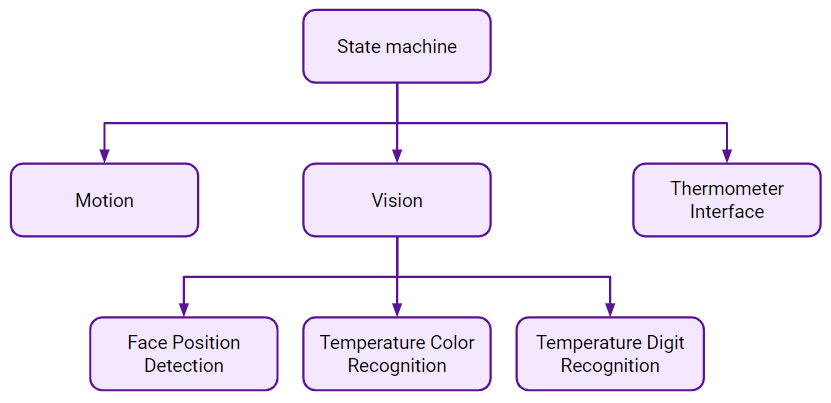 State machine
Motion
Vision
Thermometer
Interface
Face Position
Detection
Temperature Color
Recognition
Temperature Digit
Recognition